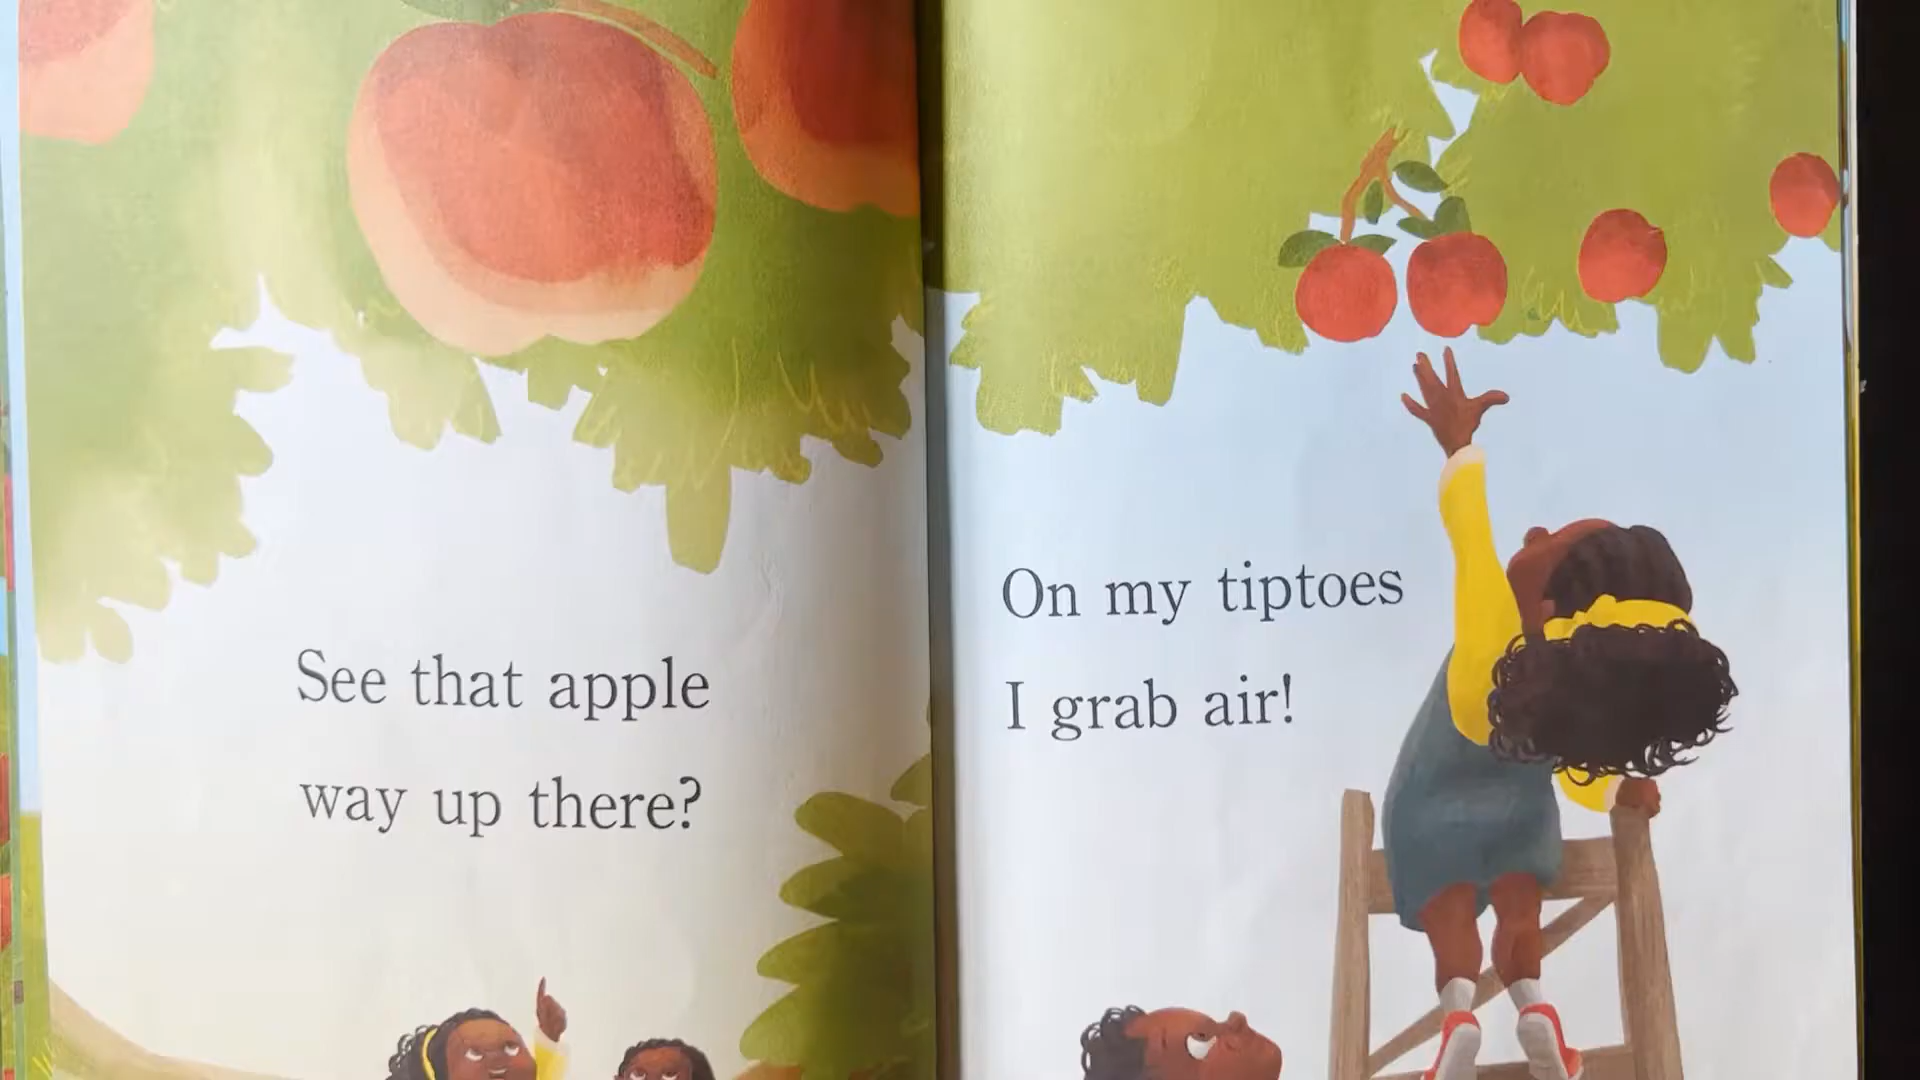 See that apple
way up there?
On my tiptoes
I grab air!